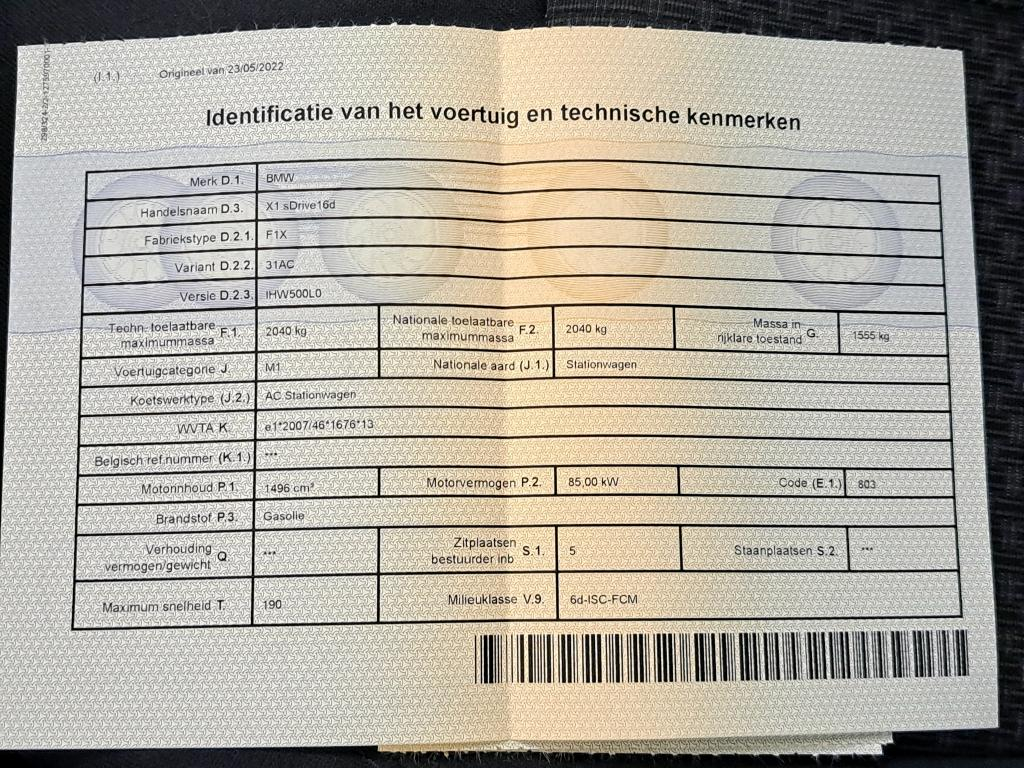 (I.1.) Origineel van 23/05/2022
Identificatie van het voertuig en technische kenmerken
Merk D.1. BMW
Handelsnaam D.3. X1 sDrive16d
Fabriekstype D.2.1. F1X
Variant D.2.2. 31AC
Versie D.2.3. IHW500L0
Techn. toelaatbare maximummassa F.1. 2040 kg Nationale toelaatbare maximummassa F.2. 2040 kg Massa in rijklare toestand G. 1555 kg
Voertuigcategorie J. M1 Nationale aard (J.1.) Stationwagen
Koetswerktype (J.2.) AC Stationwagen
WVTA K. e1*2007/46*1676*13
Belgisch ref.nummer (K.1.) ***
Motorinhoud P.1. 1496 cm³ Motorvermogen P.2. 85,00 kW Code (E.1.) 803
Brandstof P.3. Gasolie
Verhouding vermogen/gewicht Q. *** Zitplaatsen bestuurder inb S.1. 5 Staanplaatsen S.2. ***
Maximum snelheid T. 190 Milieuklasse V.9. 6d-ISC-FCM